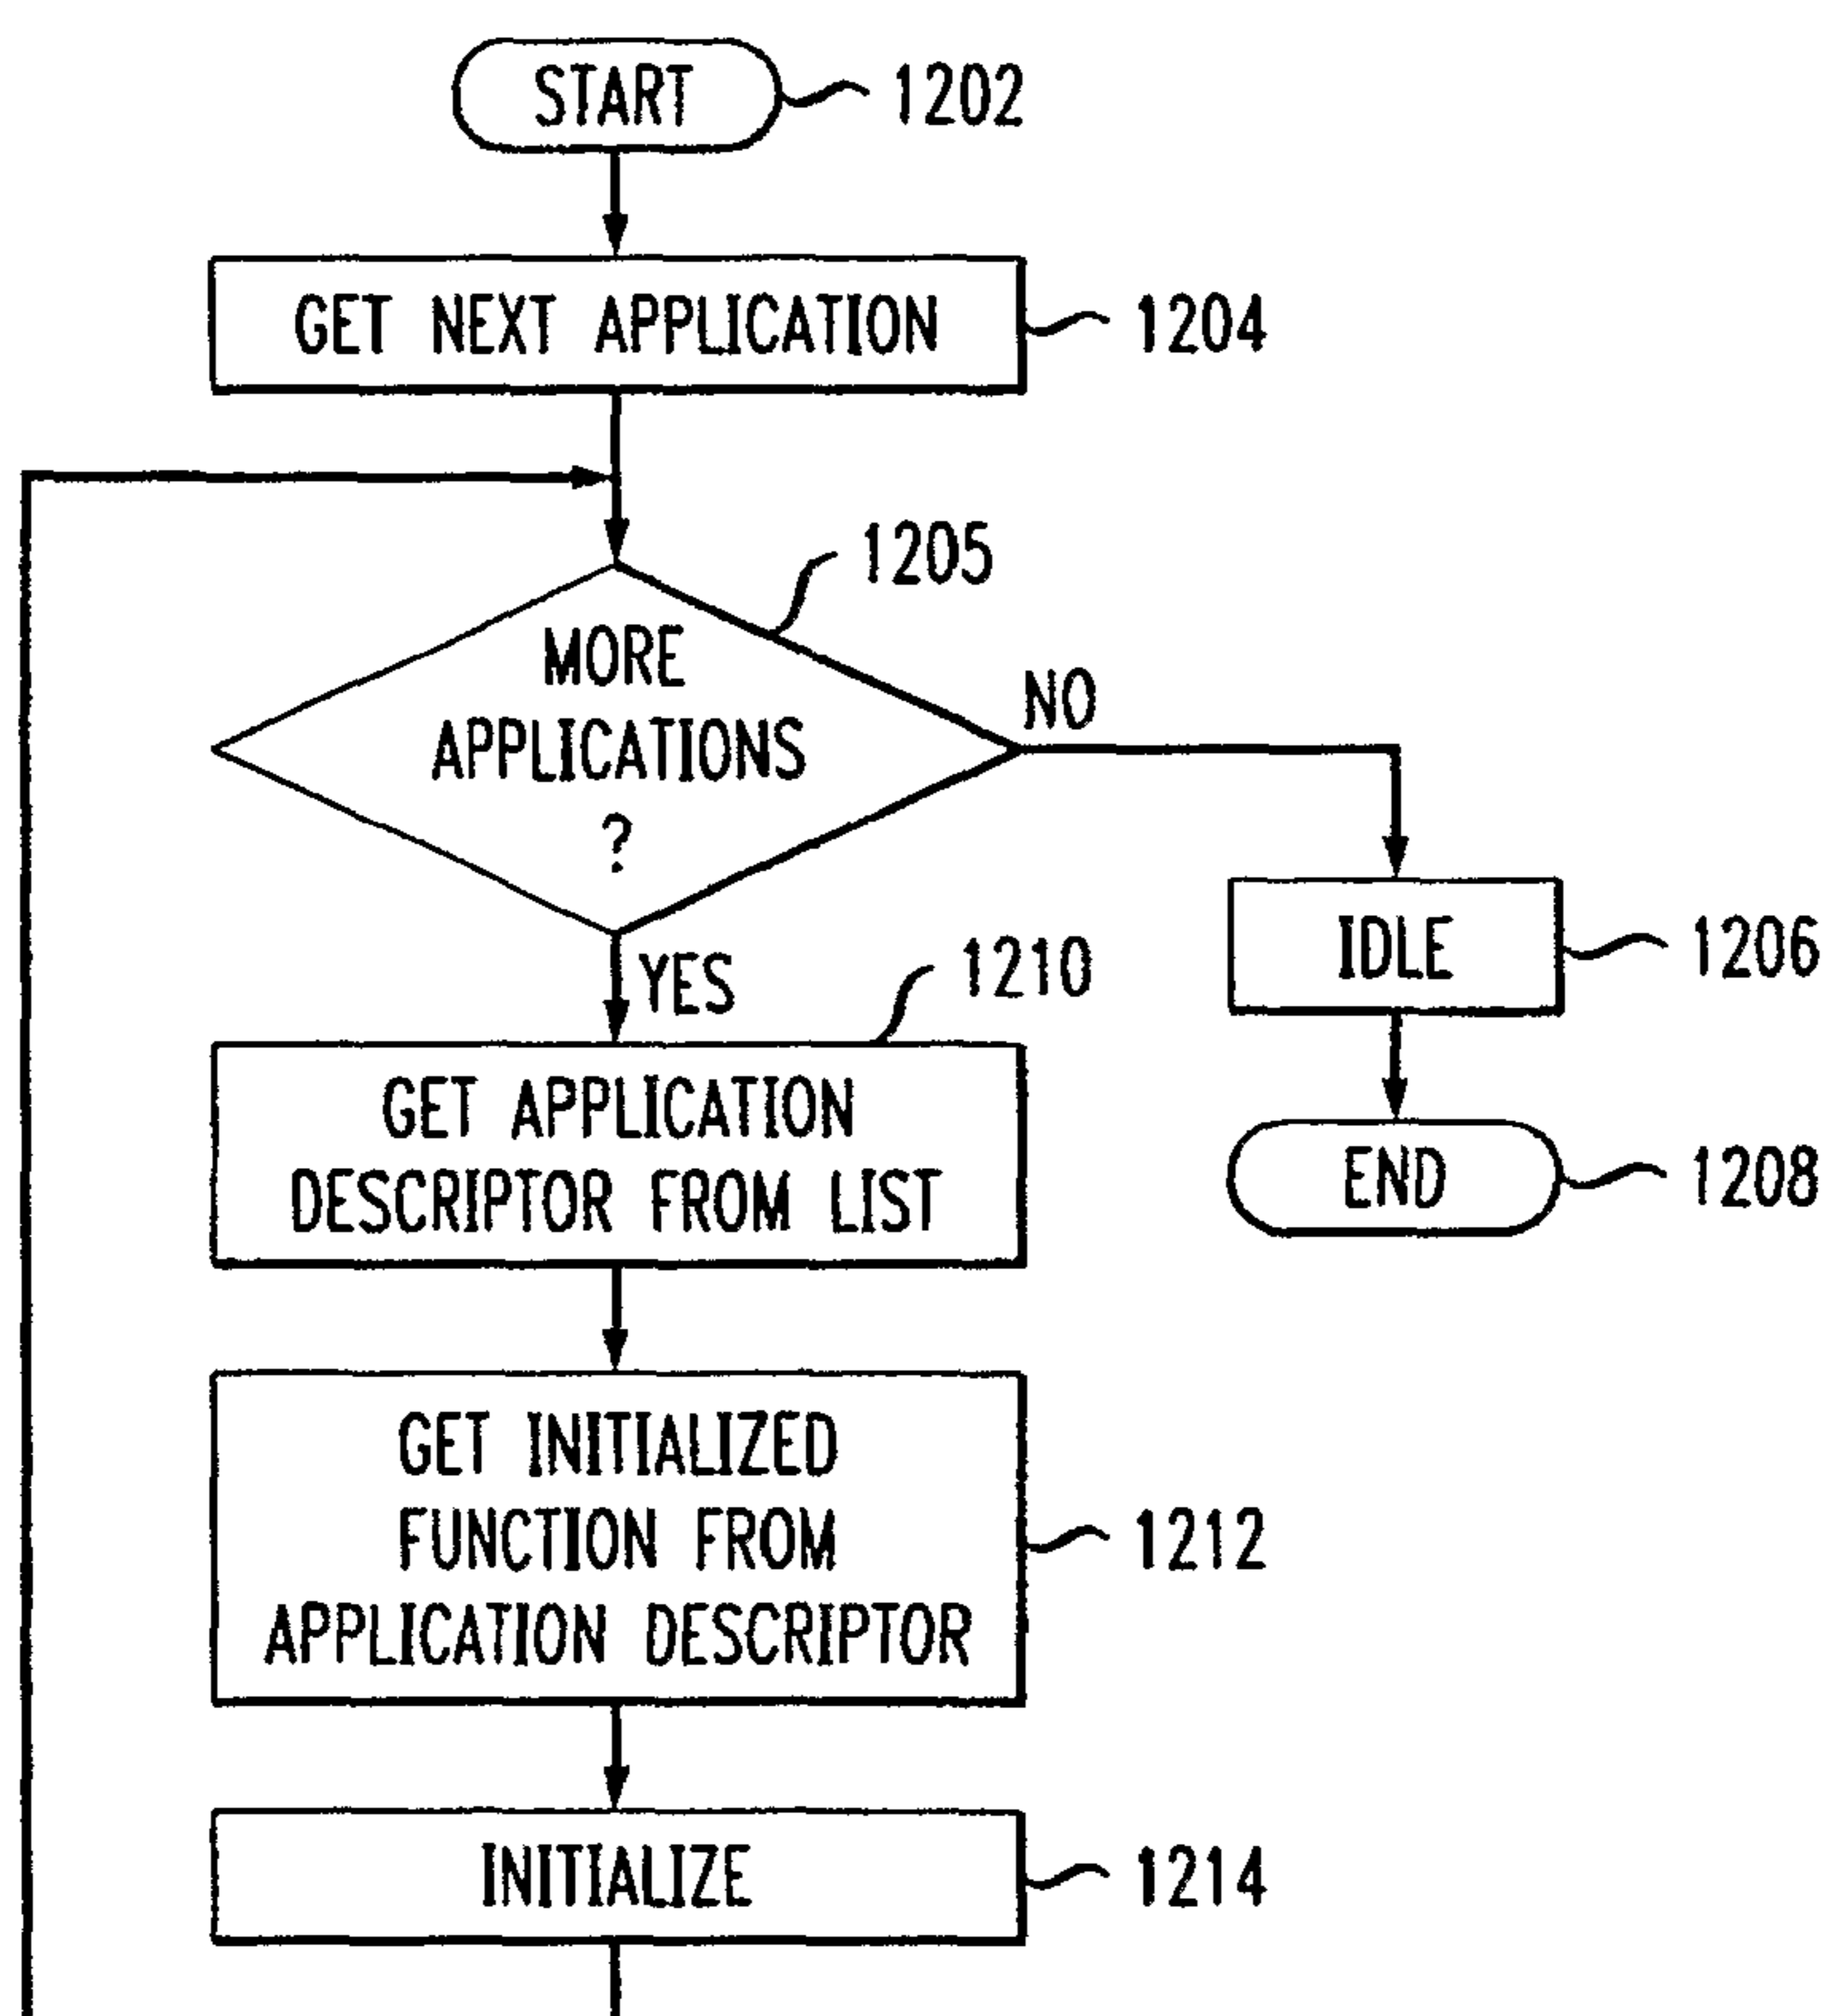 START
1202
GET NEXT APPLICATION
1204
1205
MORE
APPLICATIONS
?
NO
YES
IDLE
1206
1210
GET APPLICATION
DESCRIPTOR FROM LIST
END
1208
GET INITIALIZED
FUNCTION FROM
APPLICATION DESCRIPTOR
1212
INITIALIZE
1214